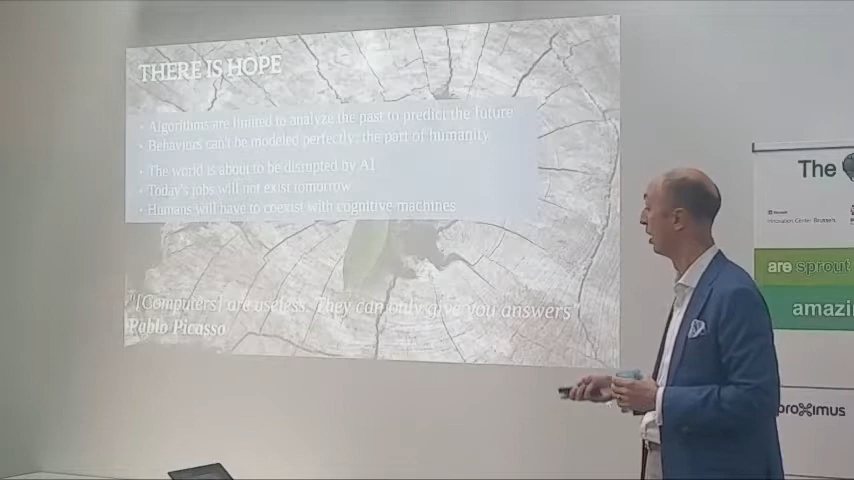 THERE IS HOPE
• Algorithms are limited to analyze the past to predict the future
• Behaviors can't be modeled perfectly: the part of humanity
• The world is about to be disrupted by AI
• Today's jobs will not exist tomorrow
• Humans will have to coexist with cognitive machines
"[Computers] are useless. They can only give you answers"
Pablo Picasso
The
Microsoft
Innovation Center Brussels
are sprout
amazi
proximus